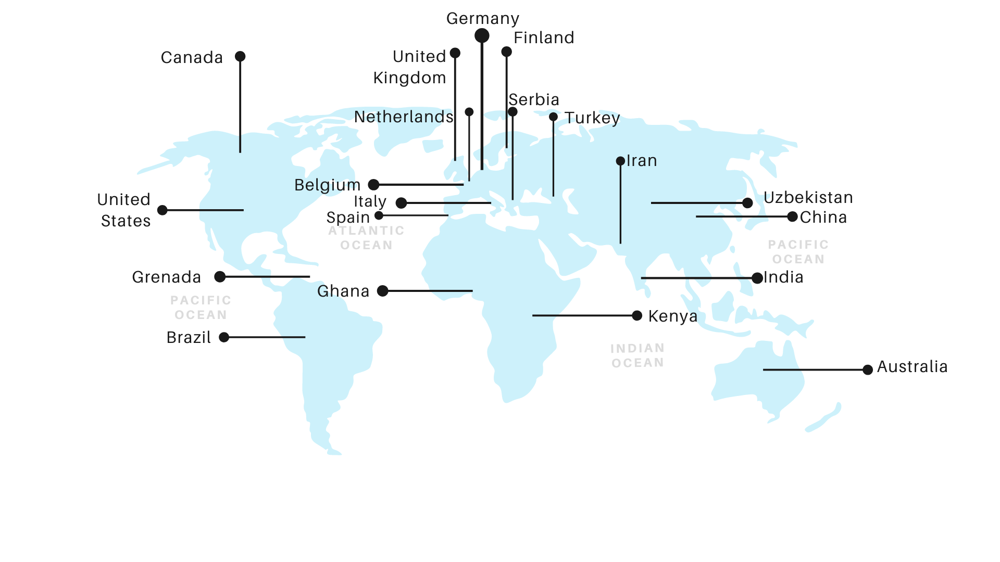 Germany
Finland
Canada
United
Kingdom
Serbia
Netherlands
Turkey
Iran
Belgium
Italy
Spain
United
States
Uzbekistan
China
ATLANTIC
OCEAN
PACIFIC
OCEAN
Grenada
India
Ghana
PACIFIC
OCEAN
Kenya
Brazil
INDIAN
OCEAN
Australia